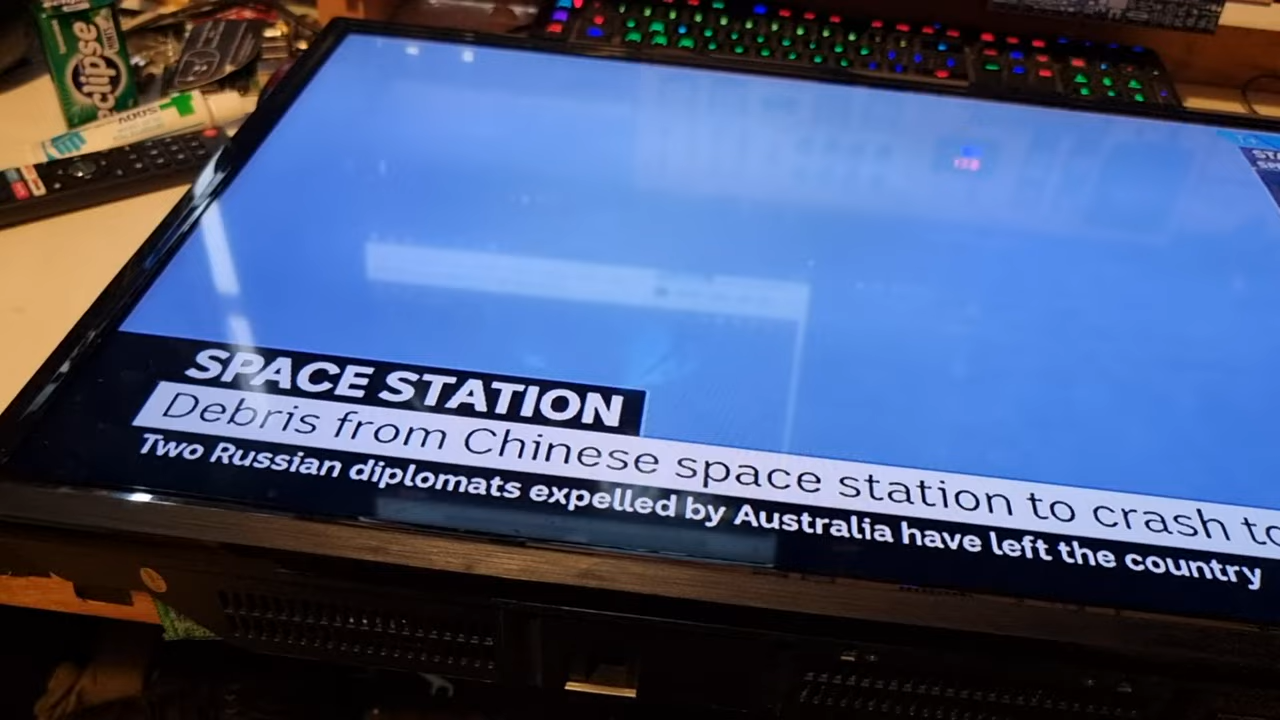 eclipse
MINTS
SPACE STATION
Debris from Chinese space station to crash to
Two Russian diplomats expelled by Australia have left the country